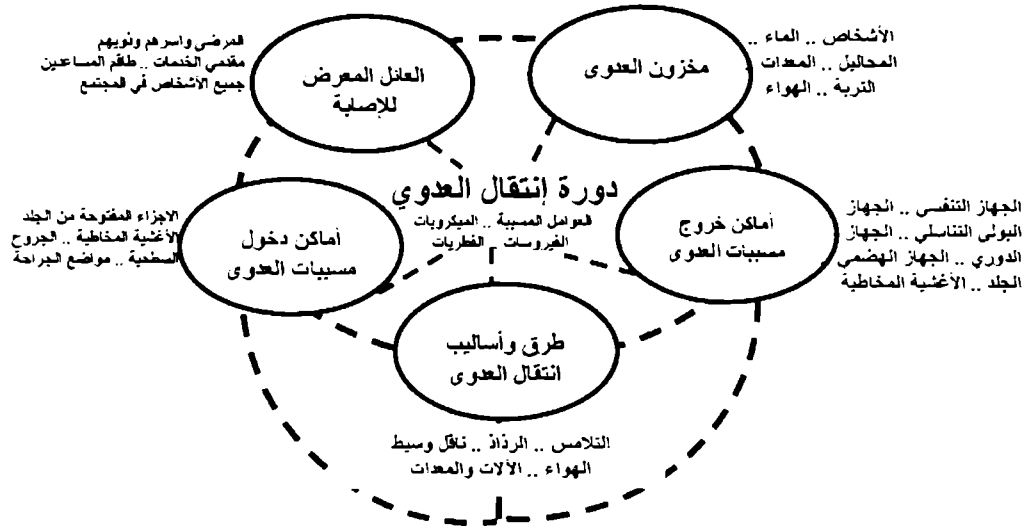 مخزون العدوى
الأشخاص .. الماء ..
المحاليل .. المعدات
التربة .. الهواء
العائل المعرض
للإصابة
المرضى واسرهم وذويهم
مقدمي الخدمات .. طاقم المساعدين
جميع الأشخاص في المجتمع
دورة إنتقال العدوي
العوامل المسببة .. الميكروبات
الفيروسات - الفطريات
أماكن خروج
مسببات العدوى
الجهاز التنفسي .. الجهاز
البولى التناسلي .. الجهاز
الدوري .. الجهاز الهضمي
الجلد .. الأغشية المخاطية
أماكن دخول
مسببات العدوى
الاجزاء المفتوحة من الجلد
الأغشية المخاطية .. الجروح
السطحية .. مواضع الجراحة
طرق وأساليب
انتقال العدوى
التلامس .. الرذاذ .. ناقل وسيط
الهواء .. الآلات والمعدات